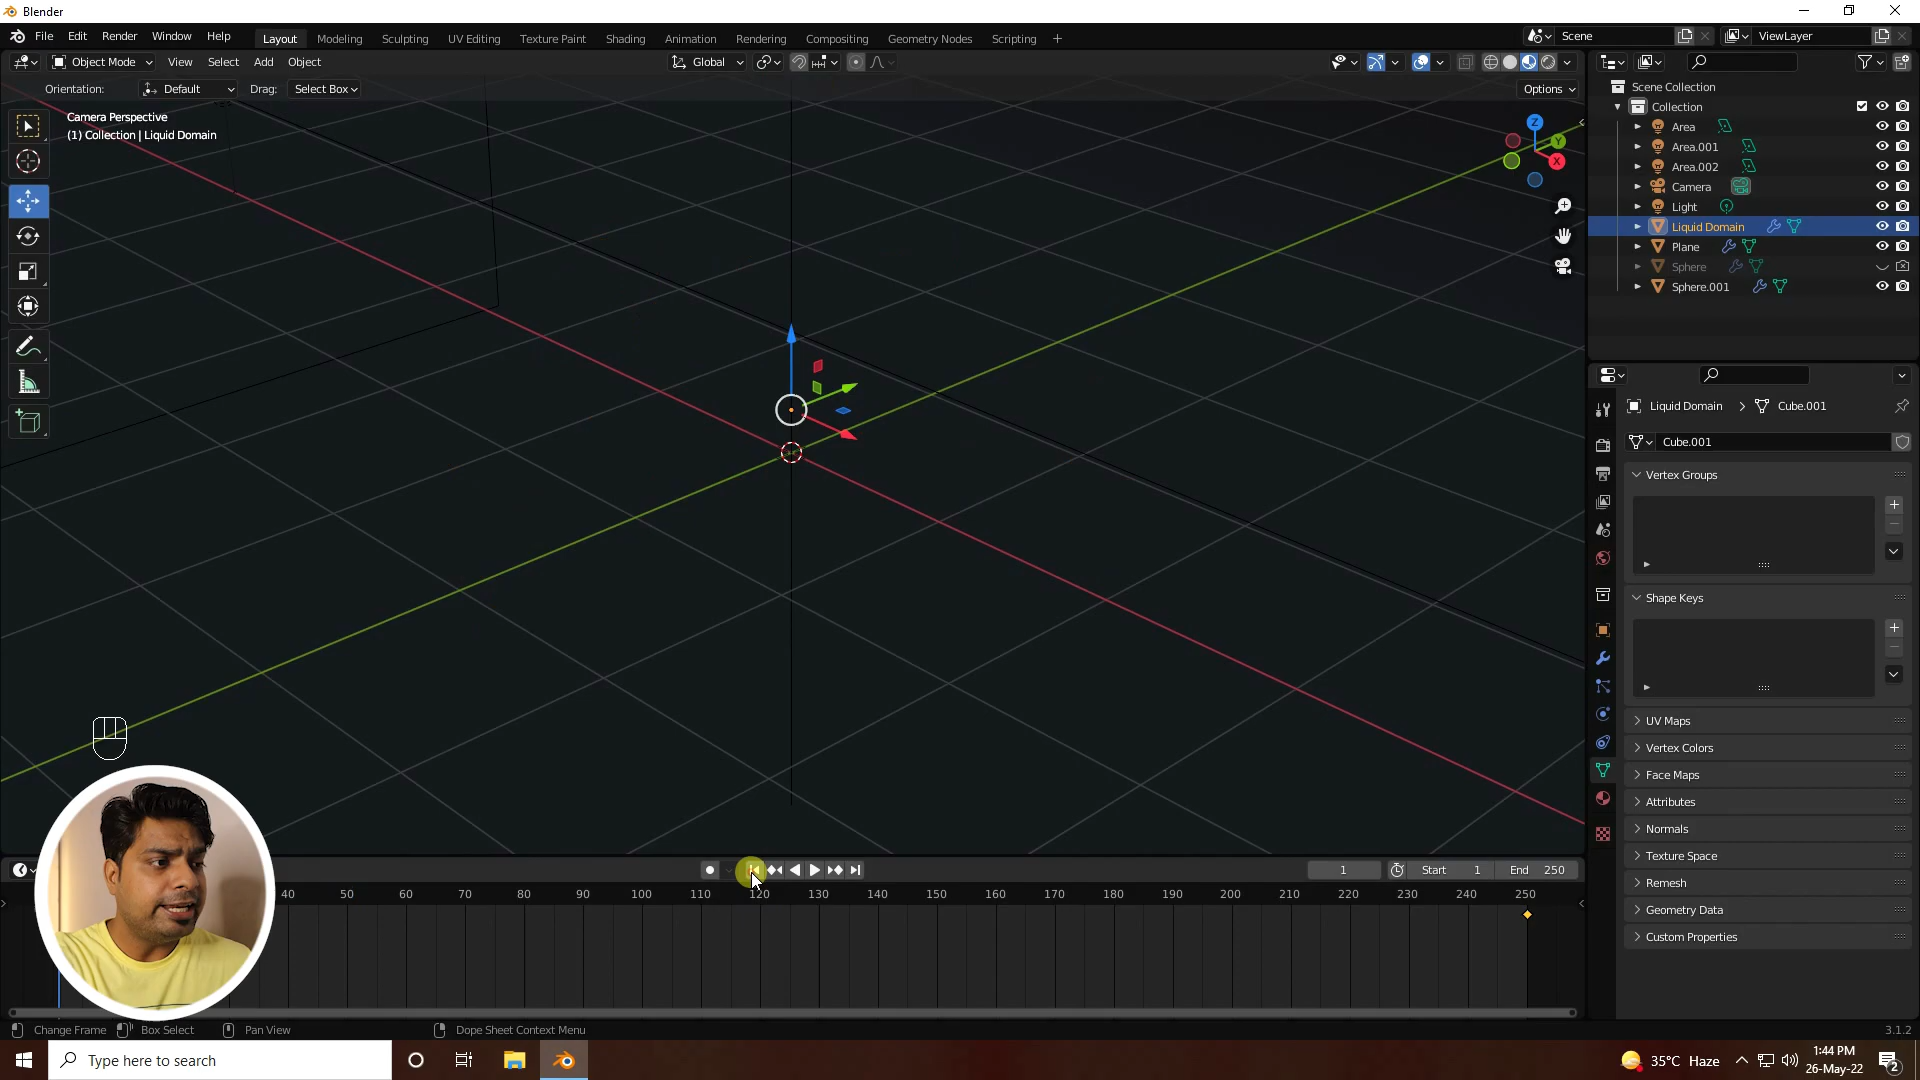 Blender
File Edit Render Window Help Layout Modeling Sculpting UV Editing Texture Paint Shading Animation Rendering Compositing Geometry Nodes Scripting + Scene ViewLayer
Object Mode View Select Add Object Global
Orientation: Default Drag: Select Box Options
Camera Perspective
(1) Collection | Liquid Domain
Z
Y
X
Scene Collection
Collection
Area
Area.001
Area.002
Camera
Light
Liquid Domain
Plane
Sphere
Sphere.001
Liquid Domain > Cube.001
Cube.001
Vertex Groups
Shape Keys
UV Maps
Vertex Colors
Face Maps
Attributes
Normals
Texture Space
Remesh
Geometry Data
Custom Properties
1 Start 1 End 250
40 50 60 70 80 90 100 110 120 130 140 150 160 170 180 190 200 210 220 230 240 250
Change Frame Box Select Pan View Dope Sheet Context Menu 3.1.2
Type here to search
35°C Haze
1:44 PM
26-May-22
2